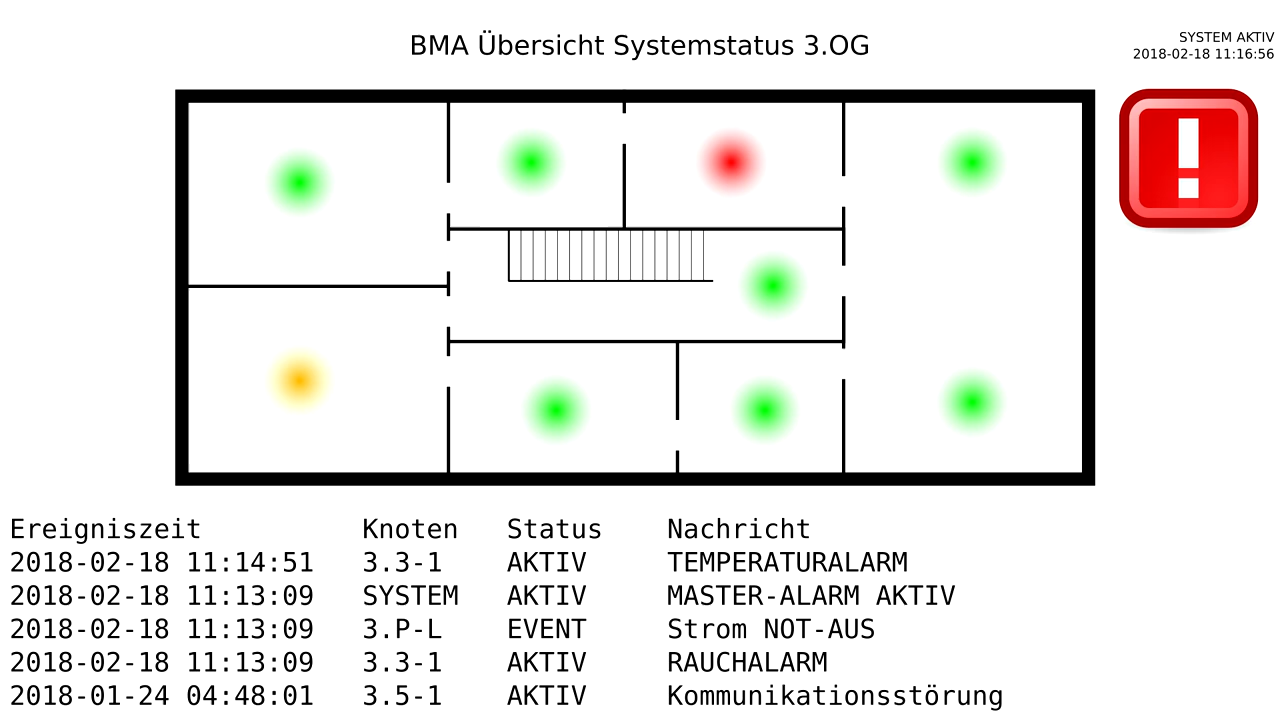 BMA Übersicht Systemstatus 3.OG
SYSTEM AKTIV
2018-02-18 11:16:56
Ereigniszeit Knoten Status Nachricht
2018-02-18 11:14:51 3.3-1 AKTIV TEMPERATURALARM
2018-02-18 11:13:09 SYSTEM AKTIV MASTER-ALARM AKTIV
2018-02-18 11:13:09 3.P-L EVENT Strom NOT-AUS
2018-02-18 11:13:09 3.3-1 AKTIV RAUCHALARM
2018-01-24 04:48:01 3.5-1 AKTIV Kommunikationsstörung